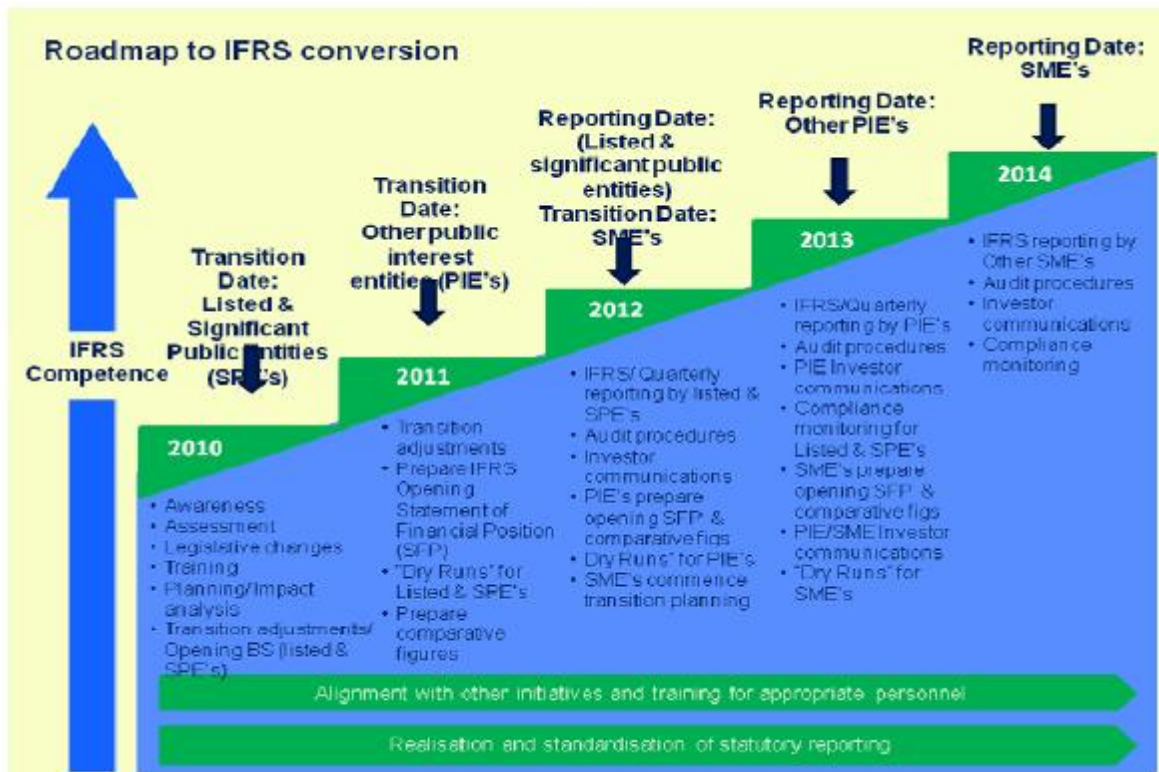 Roadmap to IFRS conversion
Reporting Date:
SME's
Reporting Date:
Other PIE's
Reporting Date:
(Listed &
significant public
entities)
Transition Date:
SME's
Transition
Date:
Other public
interest
entities (PIE's)
Transition
Date:
Listed &
Significant
Public Entities
(SPE's)
IFRS
Competence
2010
• Awareness
• Assessment
• Legislative changes
• Training
• Planning/Impact
analysis
• Transition adjustments/
Opening BS (listed &
SPE's)
2011
• Transition
adjustments
• Prepare IFRS
Opening
Statement of
Financial Position
(SFP)
• "Dry Runs" for
Listed & SPE's
• Prepare
comparative
figures
2012
• IFRS/ Quarterly
reporting by listed &
SPE's
• Audit procedures
• Investor
communications
• PIE's prepare
opening SFP & 
comparative figs
• Dry Runs" for PIE's
• SME's commence
transition planning
2013
• IFRS/Quarterly
reporting by PIE's
• Audit procedures
• PIE Investor
communications
• Compliance
monitoring for
Listed & SPE's
• SME's prepare
opening SFP & 
comparative figs
• PIE/SME Investor
communications
• "Dry Runs" for
SME's
2014
• IFRS reporting by
Other SME's
• Audit procedures
• Investor
communications
• Compliance
monitoring
Alignment with other initiatives and training for appropriate personnel
Realisation and standardisation of statutory reporting